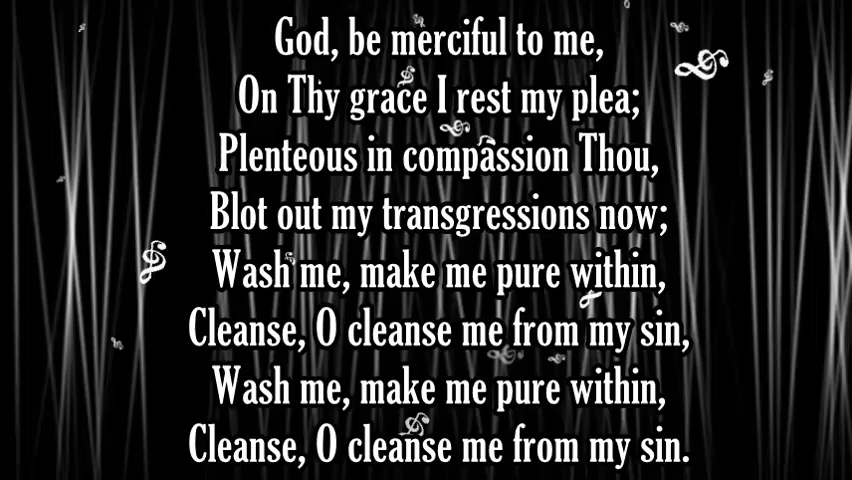 God, be merciful to me,
On Thy grace I rest my plea;
Plenteous in compassion Thou,
Blot out my transgressions now;
Wash me, make me pure within,
Cleanse, O cleanse me from my sin,
Wash me, make me pure within,
Cleanse, O cleanse me from my sin.